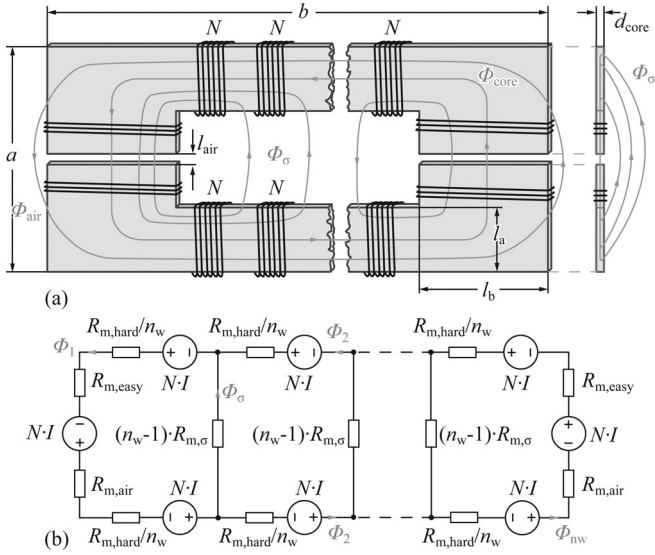 b
d_core
N N N
Φ_core
Φ_σ
l_air
a
Φ_σ
N N
Φ_air
l_a
l_b
(a)
R_m,hard/n_w R_m,hard/n_w Φ_2 R_m,hard/n_w
Φ_1
+ - + - + -
N·I N·I N·I
R_m,easy Φ_σ R_m,easy
N·I - + (n_w-1)·R_m,σ (n_w-1)·R_m,σ (n_w-1)·R_m,σ + - N·I
R_m,air R_m,air
N·I N·I N·I
- + - + - +
(b) R_m,hard/n_w R_m,hard/n_w Φ_2 R_m,hard/n_w Φ_nw